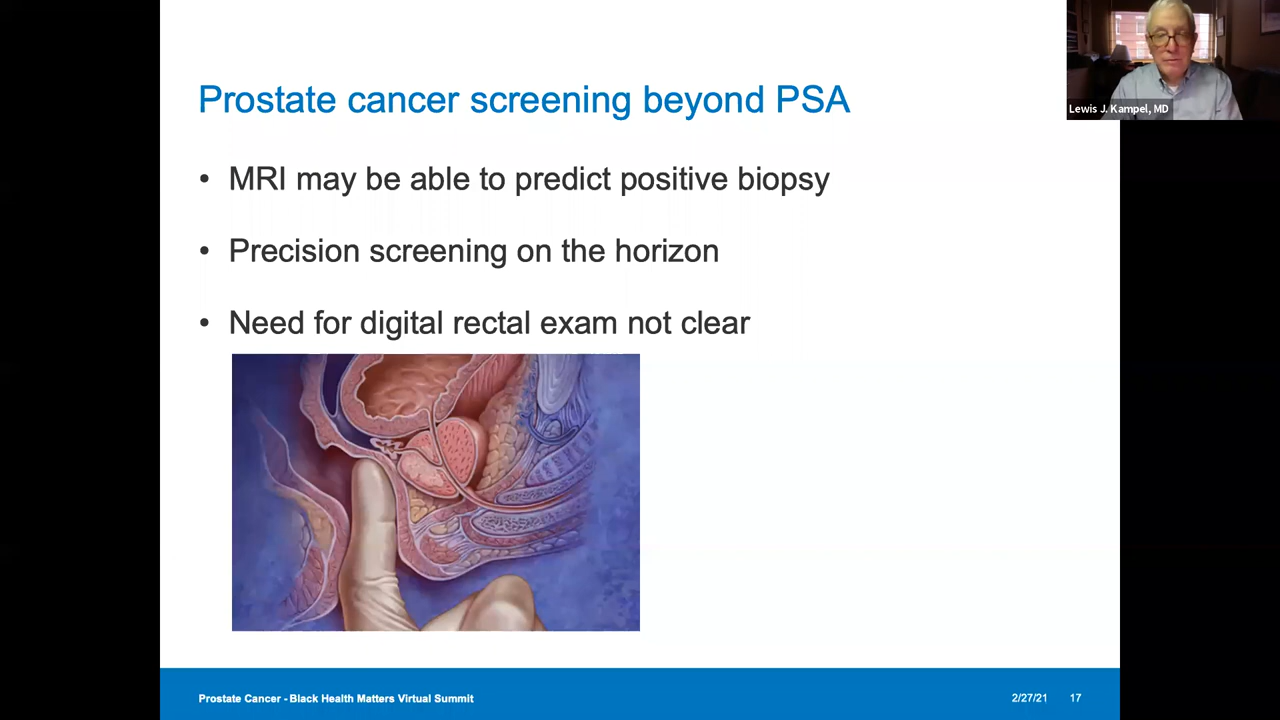 Prostate cancer screening beyond PSA
• MRI may be able to predict positive biopsy
• Precision screening on the horizon
• Need for digital rectal exam not clear
Lewis J. Kampel, MD
Prostate Cancer - Black Health Matters Virtual Summit
2/27/21 17